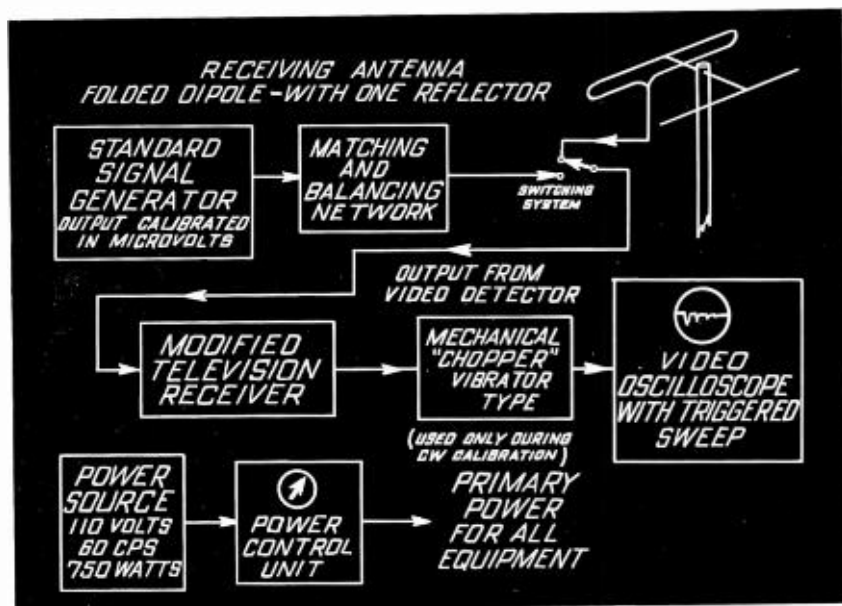 RECEIVING ANTENNA
FOLDED DIPOLE-WITH ONE REFLECTOR
STANDARD
SIGNAL
GENERATOR
OUTPUT CALIBRATED
IN MICROVOLTS
MATCHING
AND
BALANCING
NETWORK
SWITCHING
SYSTEM
OUTPUT FROM
VIDEO DETECTOR
MODIFIED
TELEVISION
RECEIVER
MECHANICAL
"CHOPPER"
VIBRATOR
TYPE
(USED ONLY DURING
CW CALIBRATION)
VIDEO
OSCILLOSCOPE
WITH TRIGGERED
SWEEP
POWER
SOURCE
110 VOLTS
60 CPS
750 WATTS
POWER
CONTROL
UNIT
PRIMARY
POWER
FOR ALL
EQUIPMENT